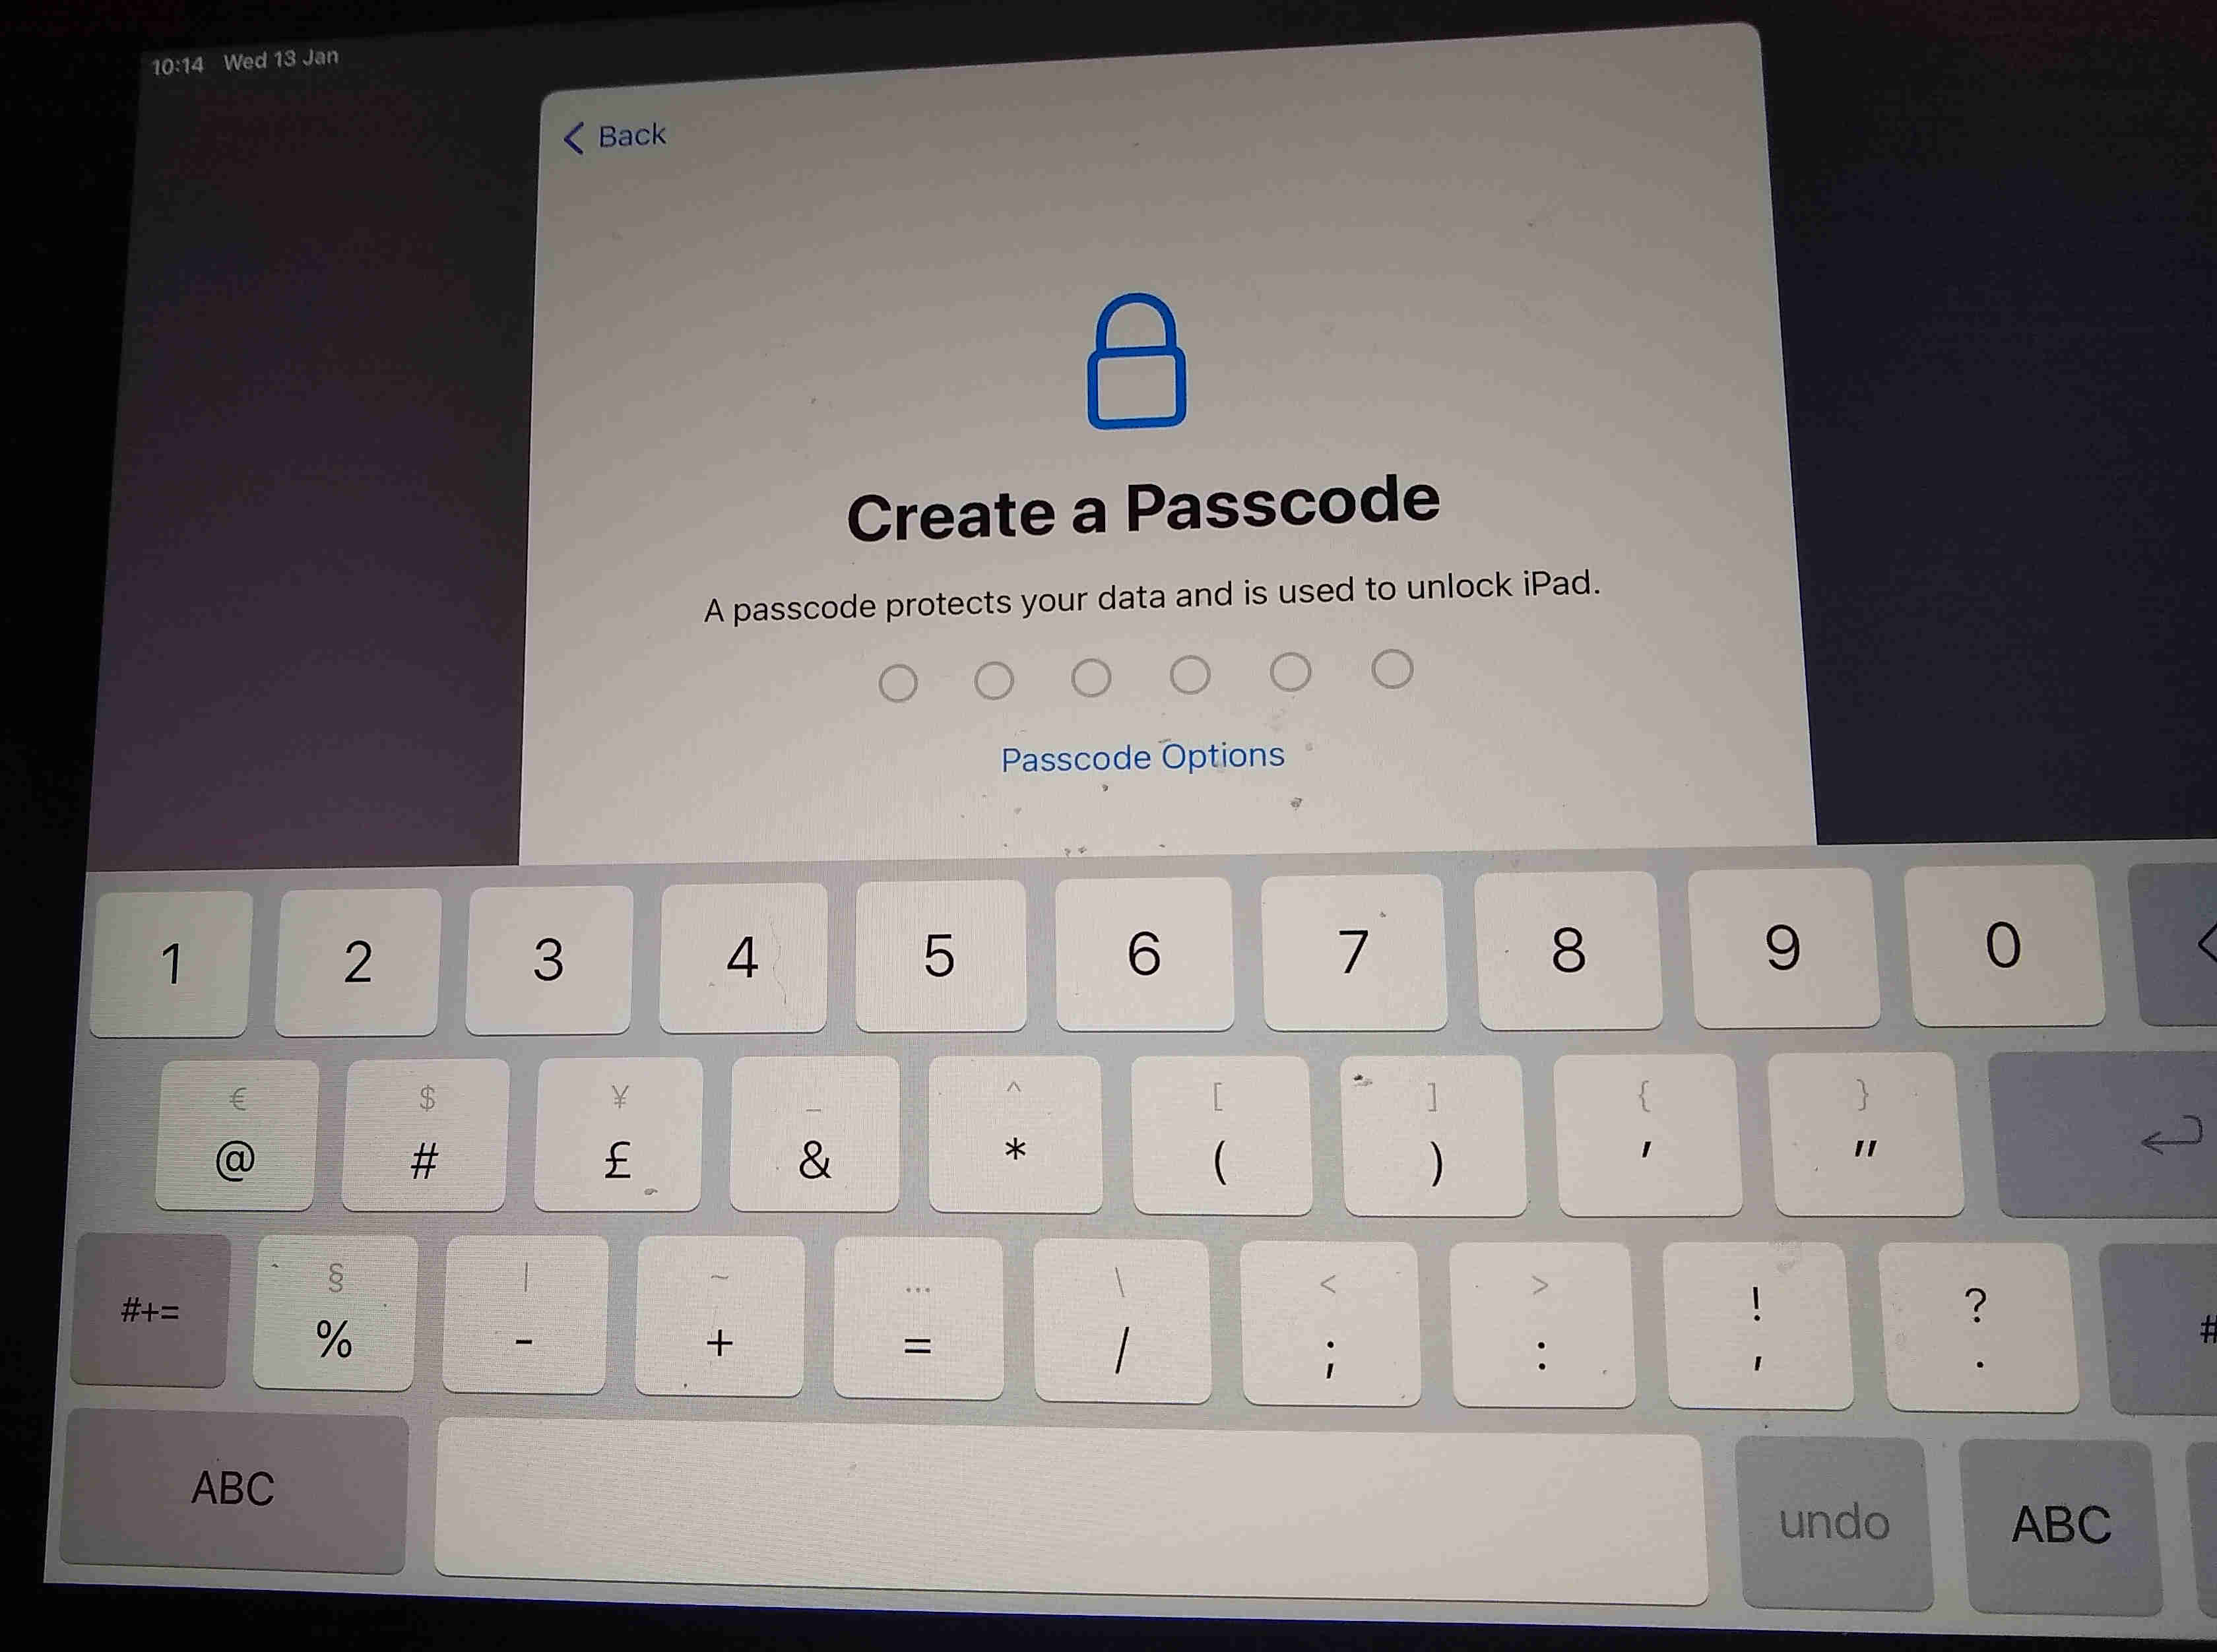 10:14 Wed 13 Jan
Back
Create a Passcode
A passcode protects your data and is used to unlock iPad.
Passcode Options
1 2 3 4 5 6 7 8 9 0
€ $ ¥ _ ^ [ ] { }
@ # £ & * ( ) ' "
§ | ~ … \ < > ! ?
#+= % - + = / ; : , . #
ABC undo ABC